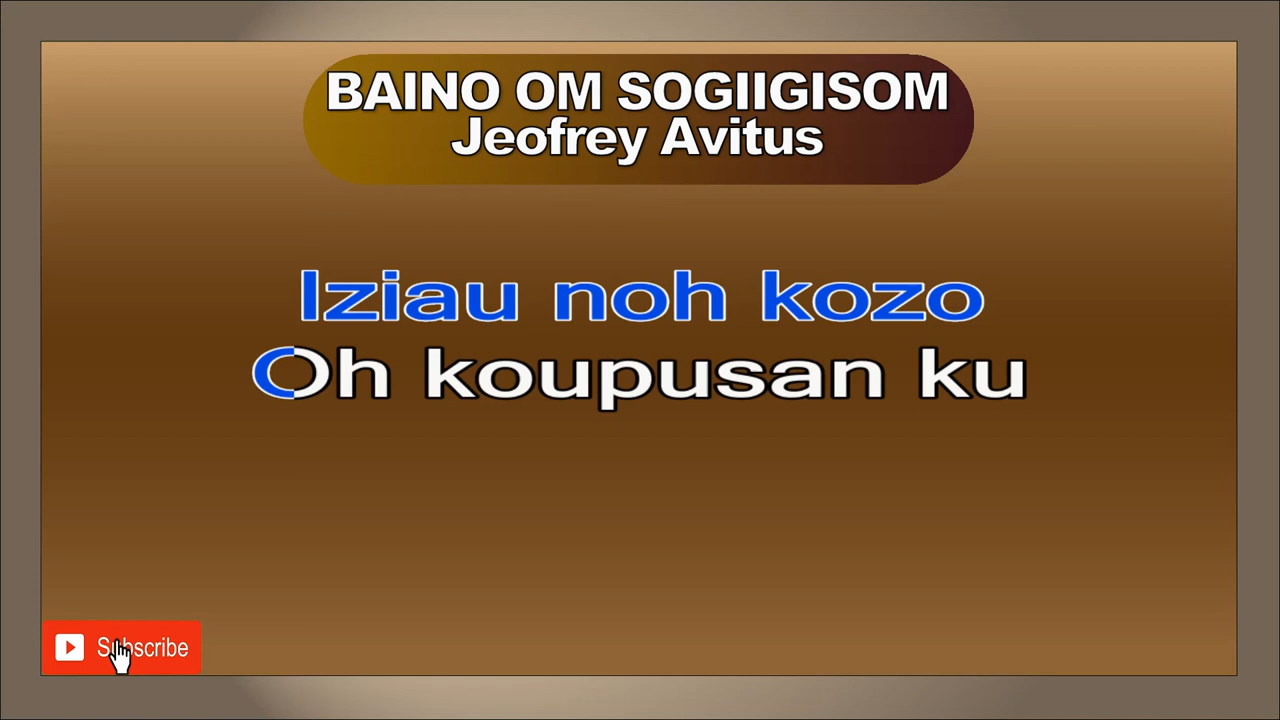 BAINO OM SOGIIGISOM
Jeofrey Avitus
Iziau noh kozo
Oh koupusan ku
Subscribe